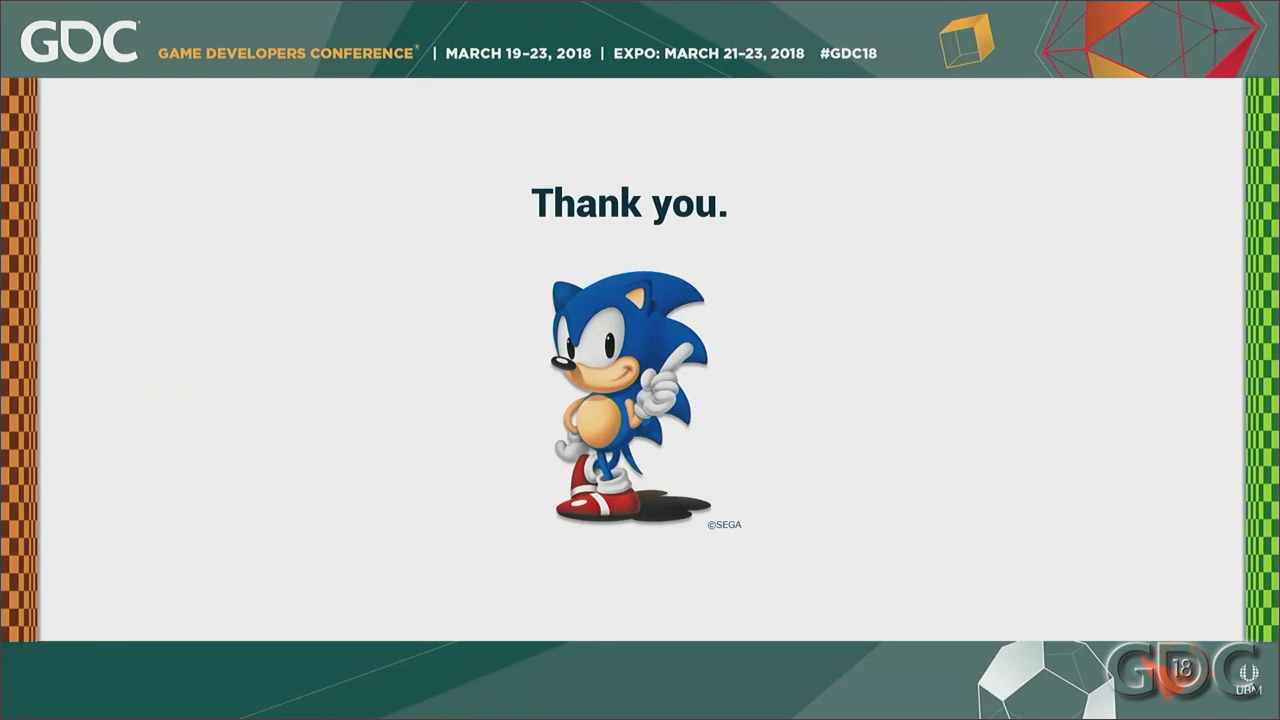 GDC
GAME DEVELOPERS CONFERENCE® | MARCH 19–23, 2018 | EXPO: MARCH 21–23, 2018 #GDC18
Thank you.
©SEGA
GDC
18
UBM